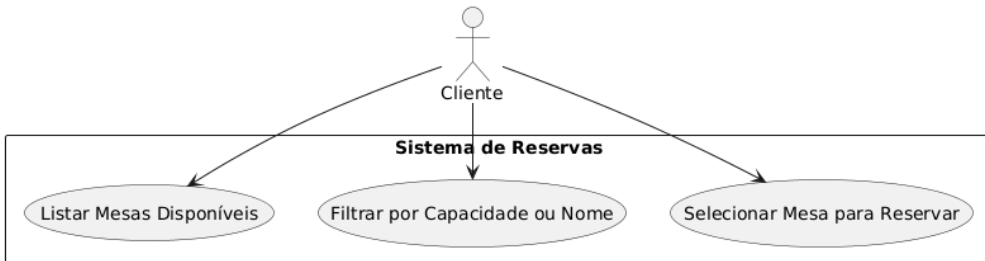 Cliente
Sistema de Reservas
Listar Mesas Disponíveis
Filtrar por Capacidade ou Nome
Selecionar Mesa para Reservar